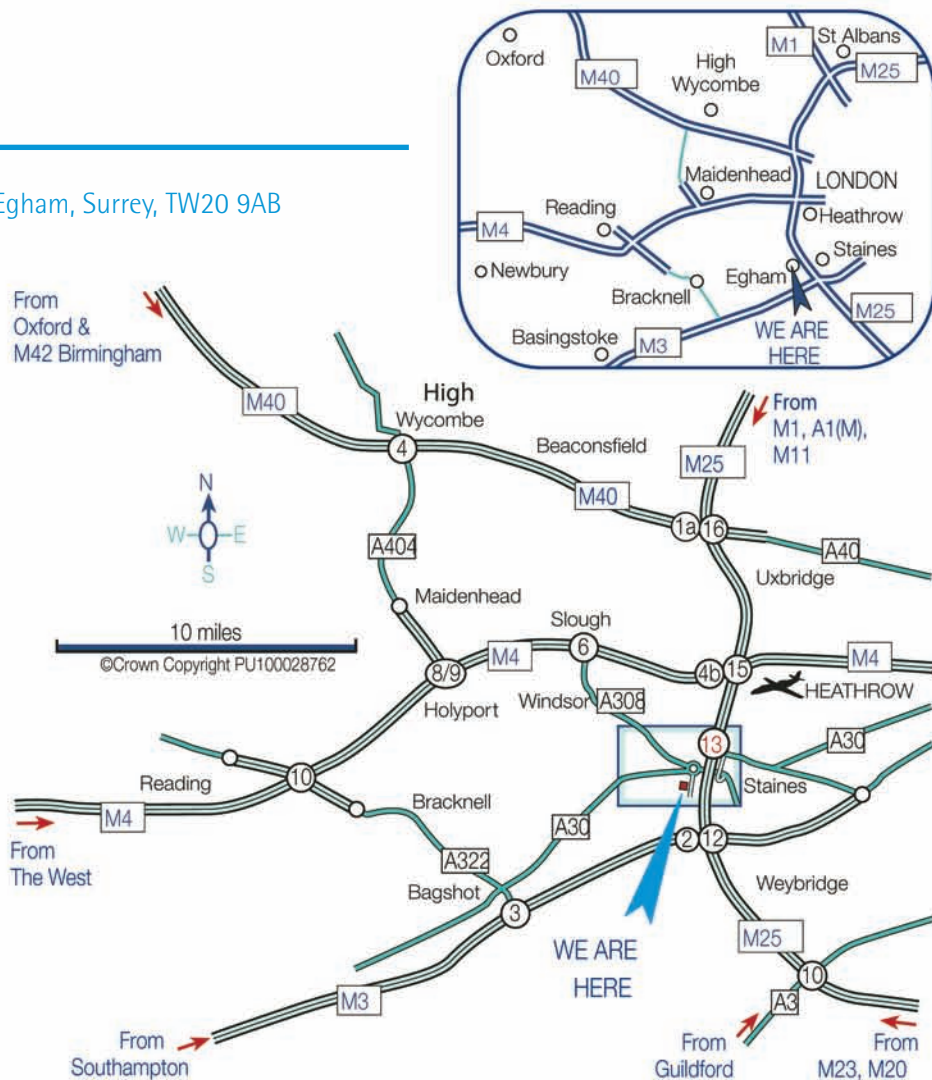 Egham, Surrey, TW20 9AB
Oxford
M40
High
Wycombe
M1
St Albans
M25
Maidenhead
LONDON
Reading
Heathrow
M4
Staines
Newbury
Egham
Bracknell
M25
Basingstoke
M3
WE ARE
HERE
From
Oxford &
M42 Birmingham
M40
High
Wycombe
4
Beaconsfield
From
M1, A1(M),
M11
M25
M40
1a
16
A40
Uxbridge
N
W
E
S
A404
Maidenhead
10 miles
©Crown Copyright PU100028762
Slough
6
M4
8/9
4b
15
M4
HEATHROW
Holyport
Windsor
A308
13
A30
Reading
10
Staines
M4
Bracknell
A30
From
The West
A322
2
12
Bagshot
3
Weybridge
WE ARE
HERE
M25
10
M3
A3
From
Southampton
From
Guildford
From
M23, M20